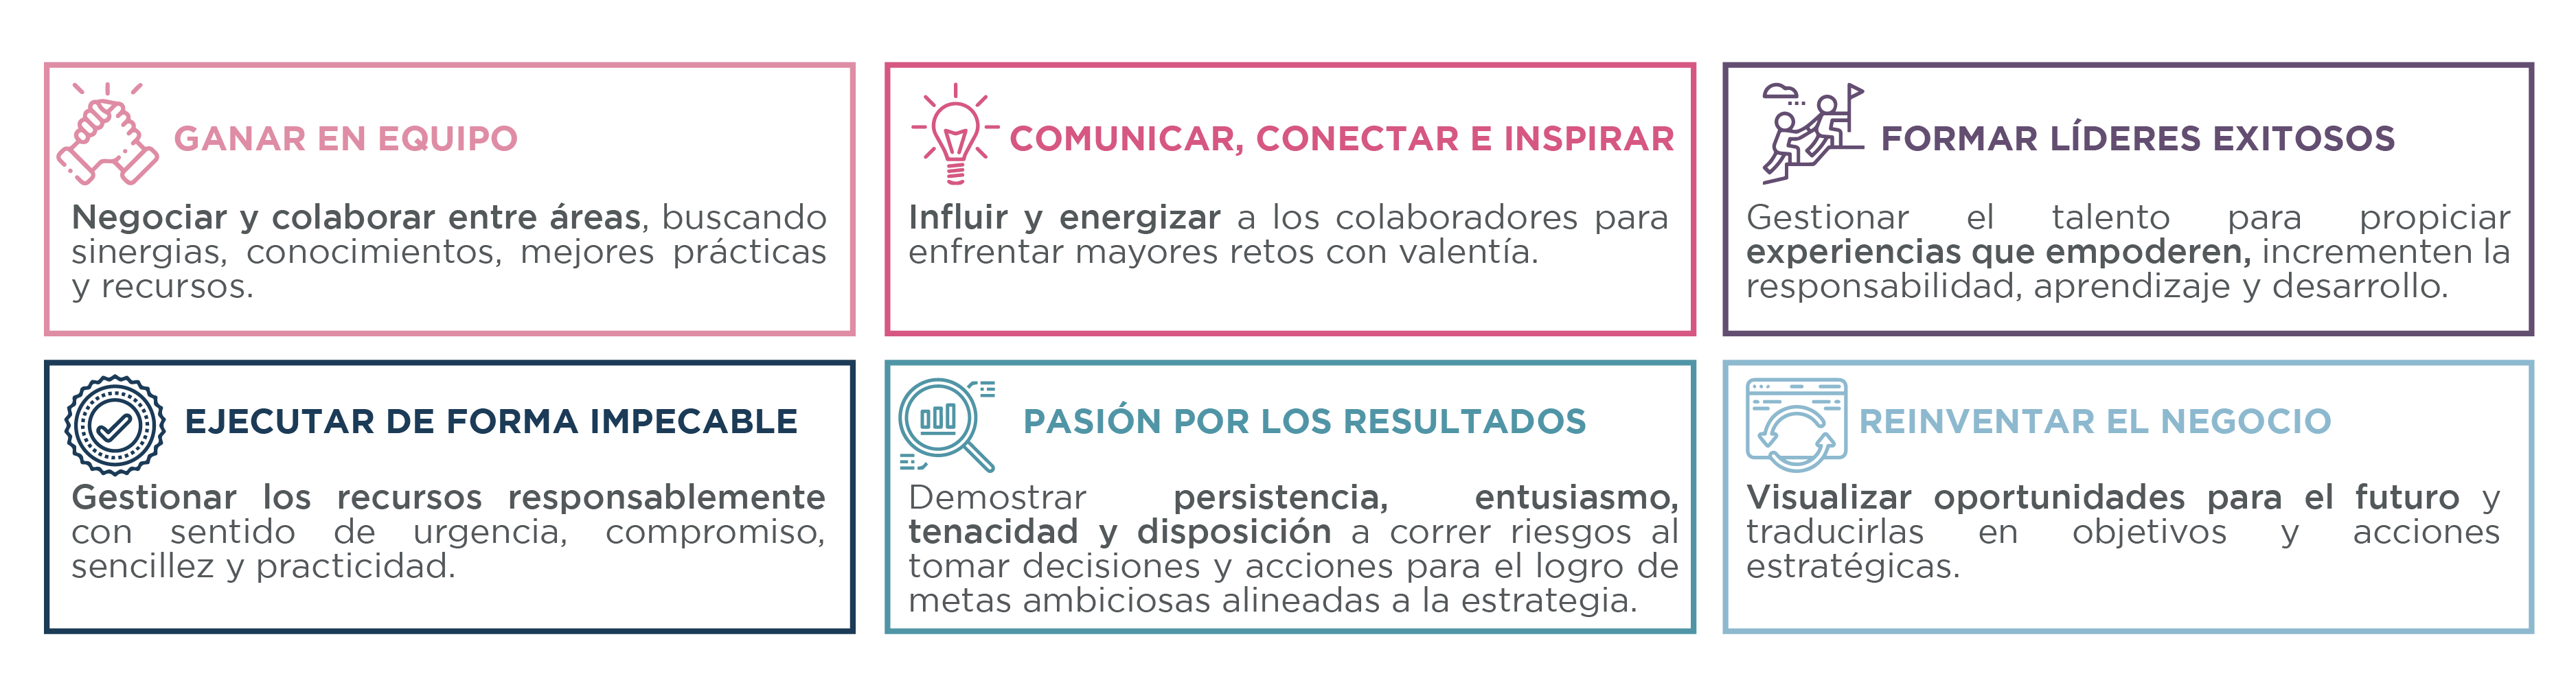 GANAR EN EQUIPO
Negociar y colaborar entre áreas, buscando
sinergias, conocimientos, mejores prácticas
y recursos.
COMUNICAR, CONECTAR E INSPIRAR
Influir y energizar a los colaboradores para
enfrentar mayores retos con valentía.
FORMAR LÍDERES EXITOSOS
Gestionar el talento para propiciar
experiencias que empoderen, incrementen la
responsabilidad, aprendizaje y desarrollo.
EJECUTAR DE FORMA IMPECABLE
Gestionar los recursos responsablemente
con sentido de urgencia, compromiso,
sencillez y practicidad.
PASIÓN POR LOS RESULTADOS
Demostrar persistencia, entusiasmo,
tenacidad y disposición a correr riesgos al
tomar decisiones y acciones para el logro de
metas ambiciosas alineadas a la estrategia.
REINVENTAR EL NEGOCIO
Visualizar oportunidades para el futuro y
traducirlas en objetivos y acciones
estratégicas.